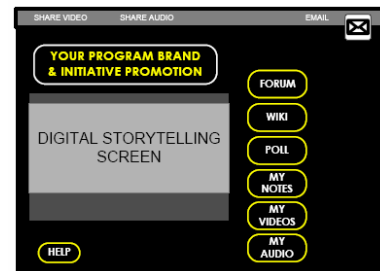 SHARE VIDEO SHARE AUDIO EMAIL
YOUR PROGRAM BRAND
& INITIATIVE PROMOTION
DIGITAL STORYTELLING
SCREEN
FORUM
WIKI
POLL
MY
NOTES
MY
VIDEOS
MY
AUDIO
HELP